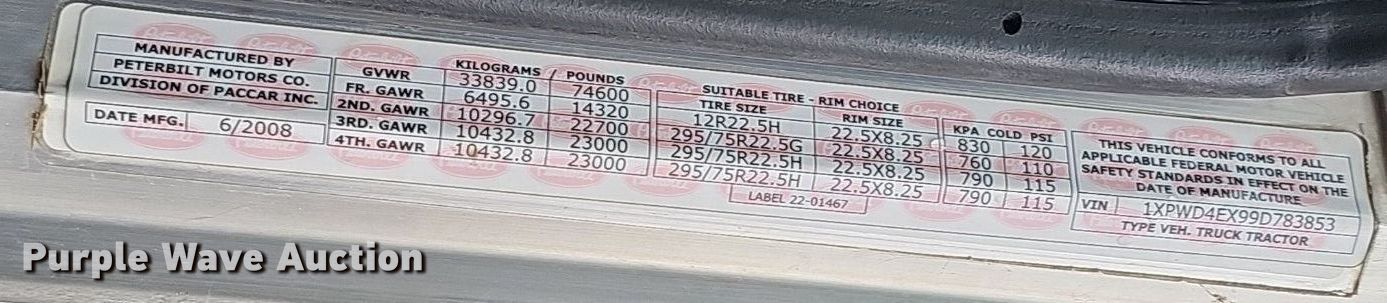 MANUFACTURED BY
PETERBILT MOTORS CO.
DIVISION OF PACCAR INC.
DATE MFG. 6/2008
KILOGRAMS / POUNDS
GVWR 33839.0 74600
FR. GAWR 6495.6 14320
2ND. GAWR 10296.7 22700
3RD. GAWR 10432.8 23000
4TH. GAWR 10432.8 23000
SUITABLE TIRE - RIM CHOICE
TIRE SIZE RIM SIZE KPA COLD PSI
12R22.5H 22.5X8.25 830 120
295/75R22.5G 22.5X8.25 760 110
295/75R22.5H 22.5X8.25 790 115
295/75R22.5H 22.5X8.25 790 115
LABEL 22-01467
THIS VEHICLE CONFORMS TO ALL
APPLICABLE FEDERAL MOTOR VEHICLE
SAFETY STANDARDS IN EFFECT ON THE
DATE OF MANUFACTURE
VIN 1XPWD4EX99D783853
TYPE VEH. TRUCK TRACTOR
Purple Wave Auction